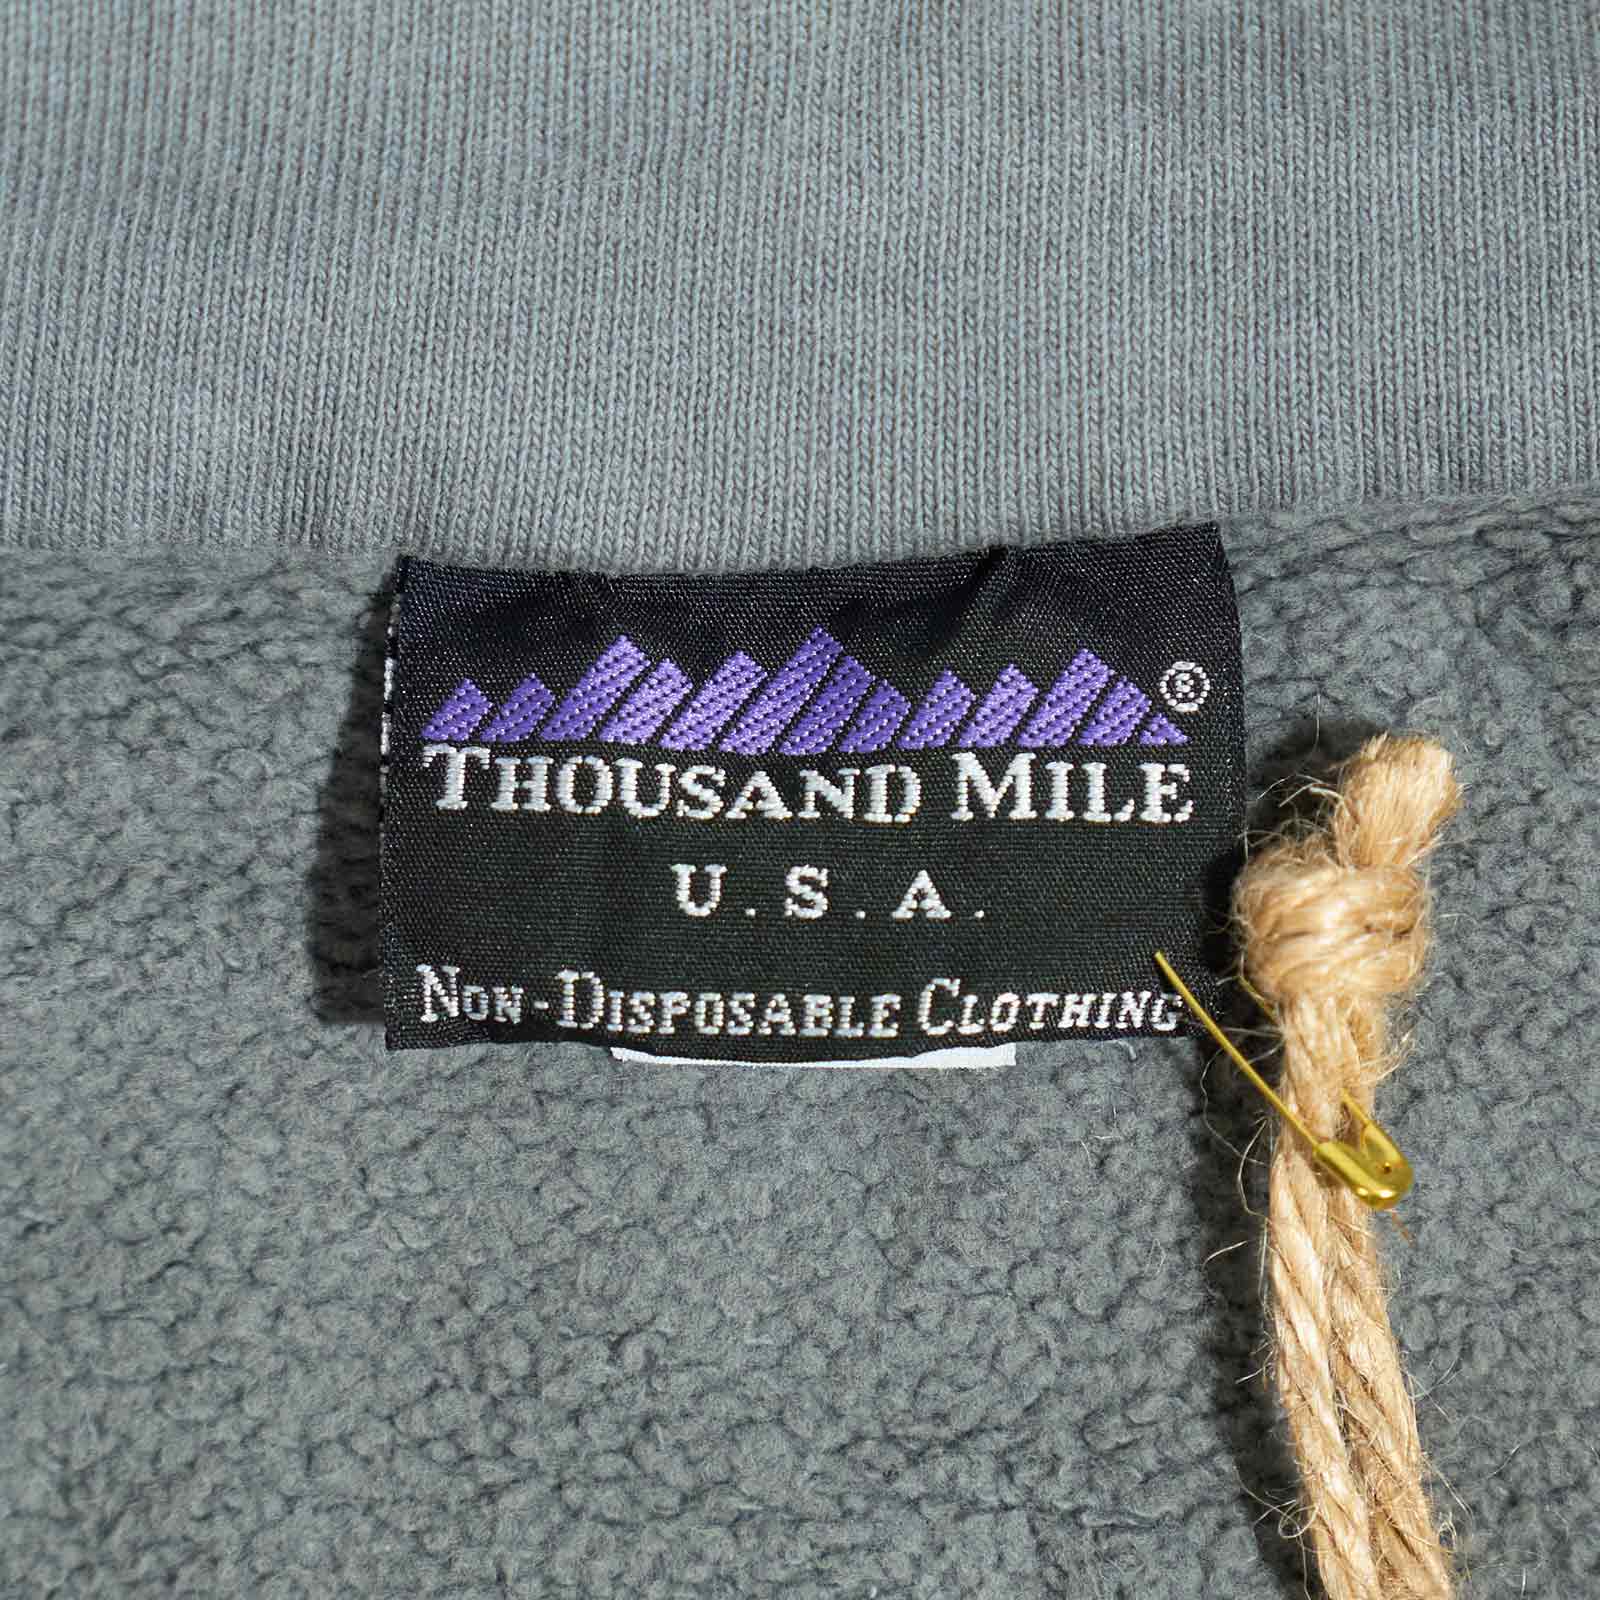 ®
THOUSAND MILE
U.S.A.
NON-DISPOSABLE CLOTHING